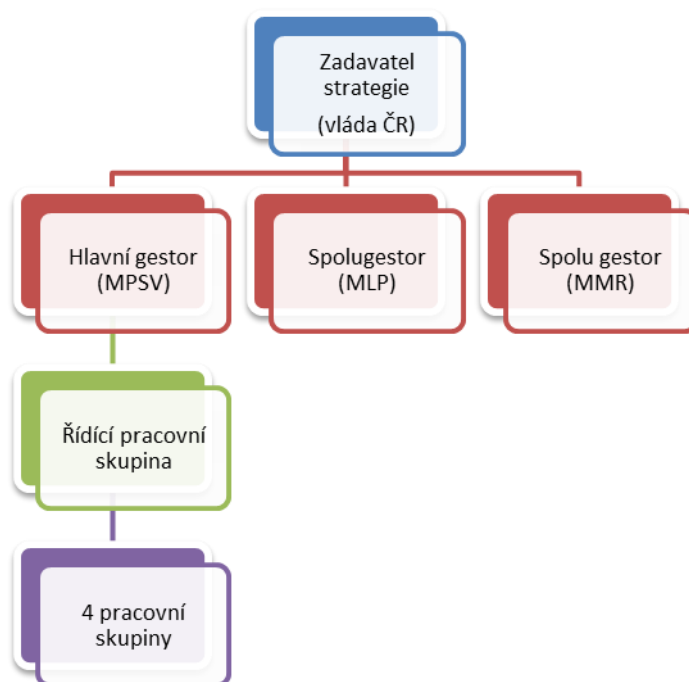 Zadavatel
strategie
(vláda ČR)
Hlavní gestor
(MPSV)
Spolugestor
(MLP)
Spolu gestor
(MMR)
Řídící pracovní
skupina
4 pracovní
skupiny